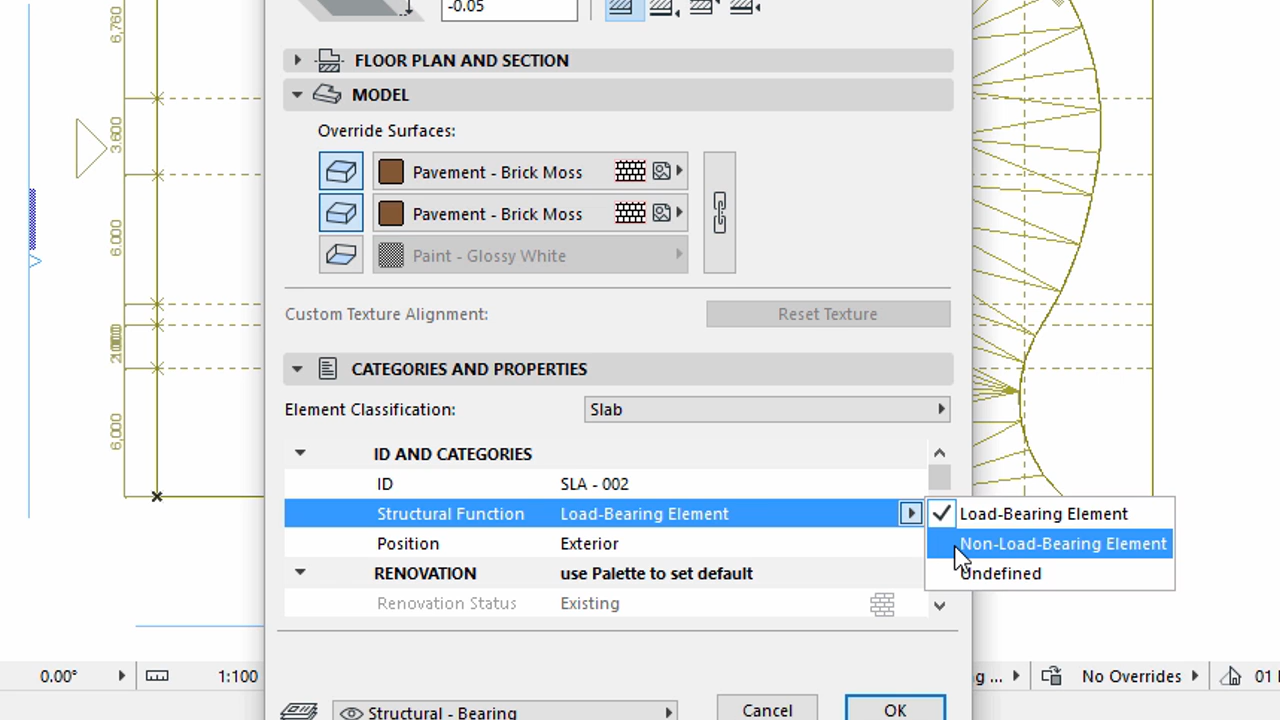 -0.05
FLOOR PLAN AND SECTION
MODEL
Override Surfaces:
Pavement - Brick Moss
Pavement - Brick Moss
Paint - Glossy White
Custom Texture Alignment:
Reset Texture
CATEGORIES AND PROPERTIES
Element Classification:
Slab
ID AND CATEGORIES
ID SLA - 002
Structural Function Load-Bearing Element
Position Exterior
RENOVATION use Palette to set default
Renovation Status Existing
Load-Bearing Element
Non-Load-Bearing Element
Undefined
Structural - Bearing
Cancel
OK
6,760
3.600
6.000
6,000
0.00°
1:100
g ...
No Overrides
01